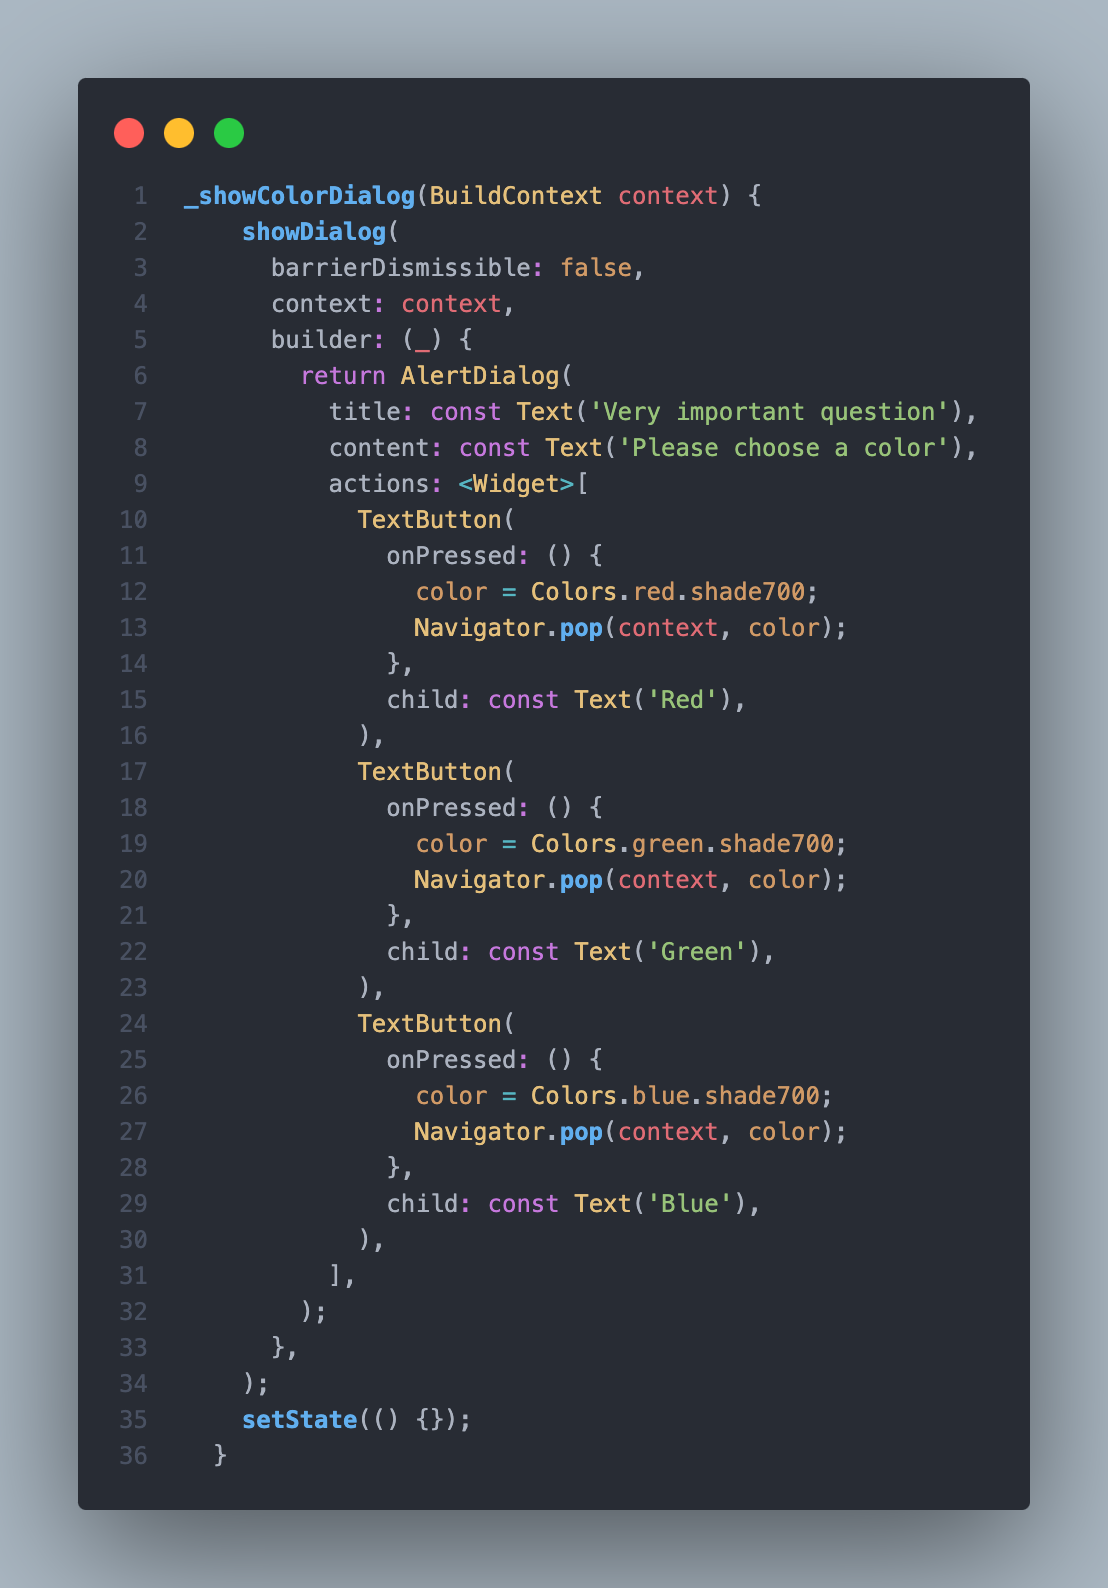 1 _showColorDialog(BuildContext context) {
2 showDialog(
3 barrierDismissible: false,
4 context: context,
5 builder: (_) {
6 return AlertDialog(
7 title: const Text('Very important question'),
8 content: const Text('Please choose a color'),
9 actions: <Widget>[
10 TextButton(
11 onPressed: () {
12 color = Colors.red.shade700;
13 Navigator.pop(context, color);
14 },
15 child: const Text('Red'),
16 ),
17 TextButton(
18 onPressed: () {
19 color = Colors.green.shade700;
20 Navigator.pop(context, color);
21 },
22 child: const Text('Green'),
23 ),
24 TextButton(
25 onPressed: () {
26 color = Colors.blue.shade700;
27 Navigator.pop(context, color);
28 },
29 child: const Text('Blue'),
30 ),
31 ],
32 );
33 },
34 );
35 setState(() {});
36 }